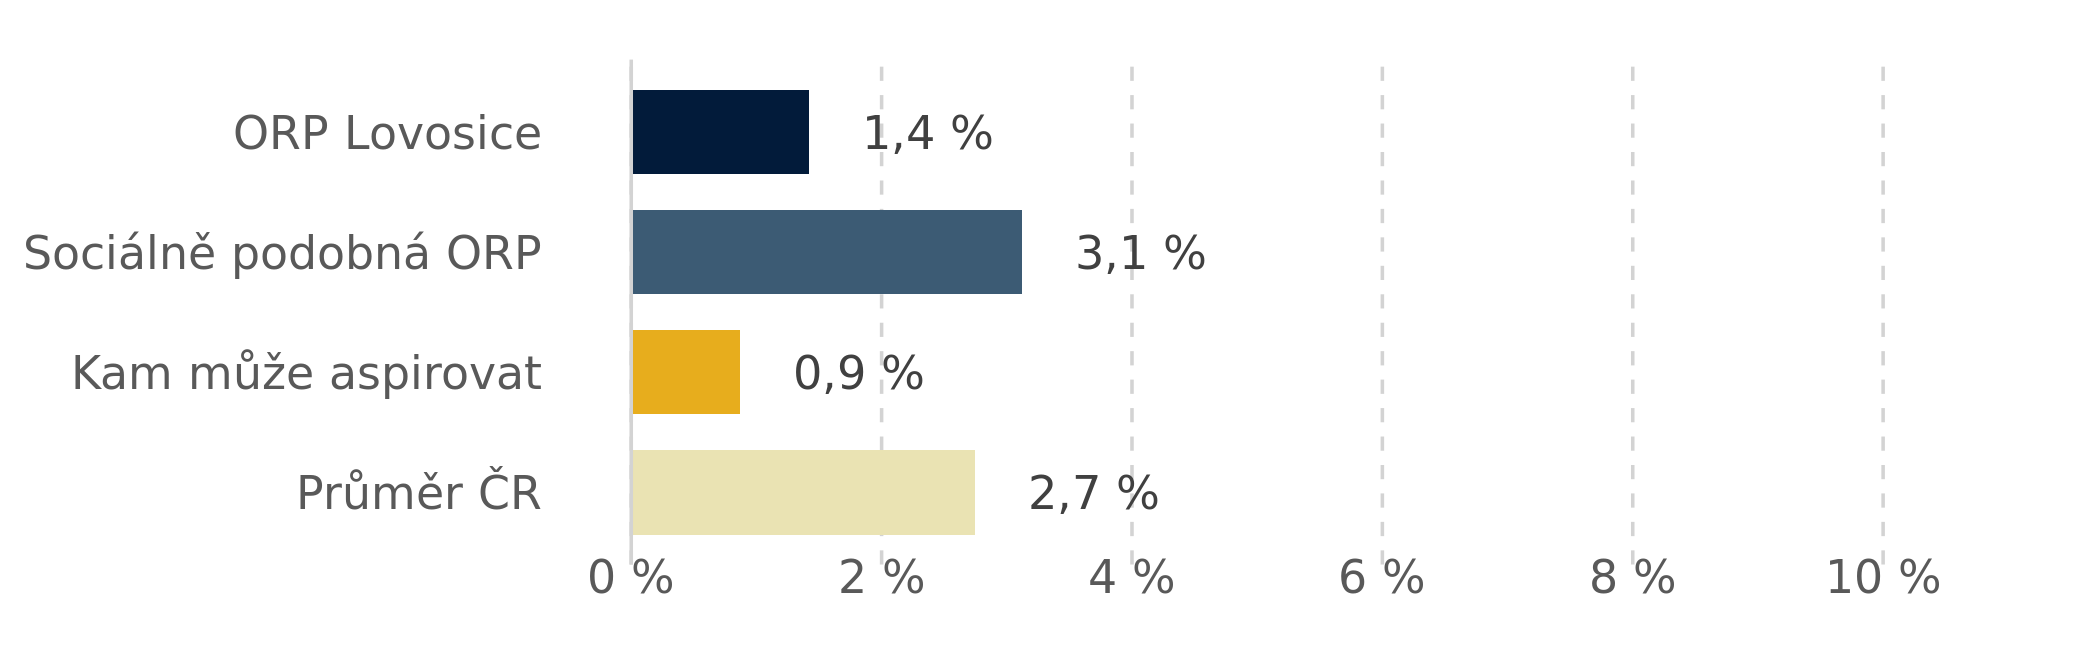 ORP Lovosice 1,4 %
Sociálně podobná ORP 3,1 %
Kam může aspirovat 0,9 %
Průměr ČR 2,7 %
0 % 2 % 4 % 6 % 8 % 10 %